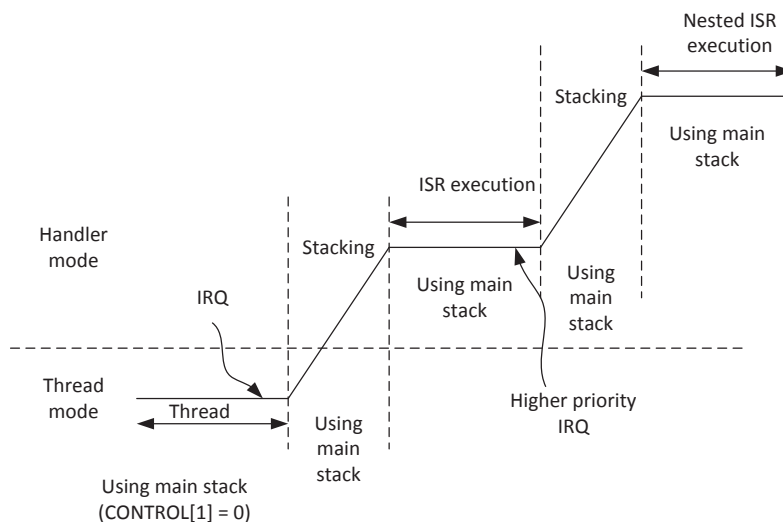 Nested ISR
execution
Stacking
Using main
stack
ISR execution
Handler
mode
Stacking
Using main
stack
Using
main
stack
IRQ
Thread
mode
Thread
Using
main
stack
Higher priority
IRQ
Using main stack
(CONTROL[1] = 0)